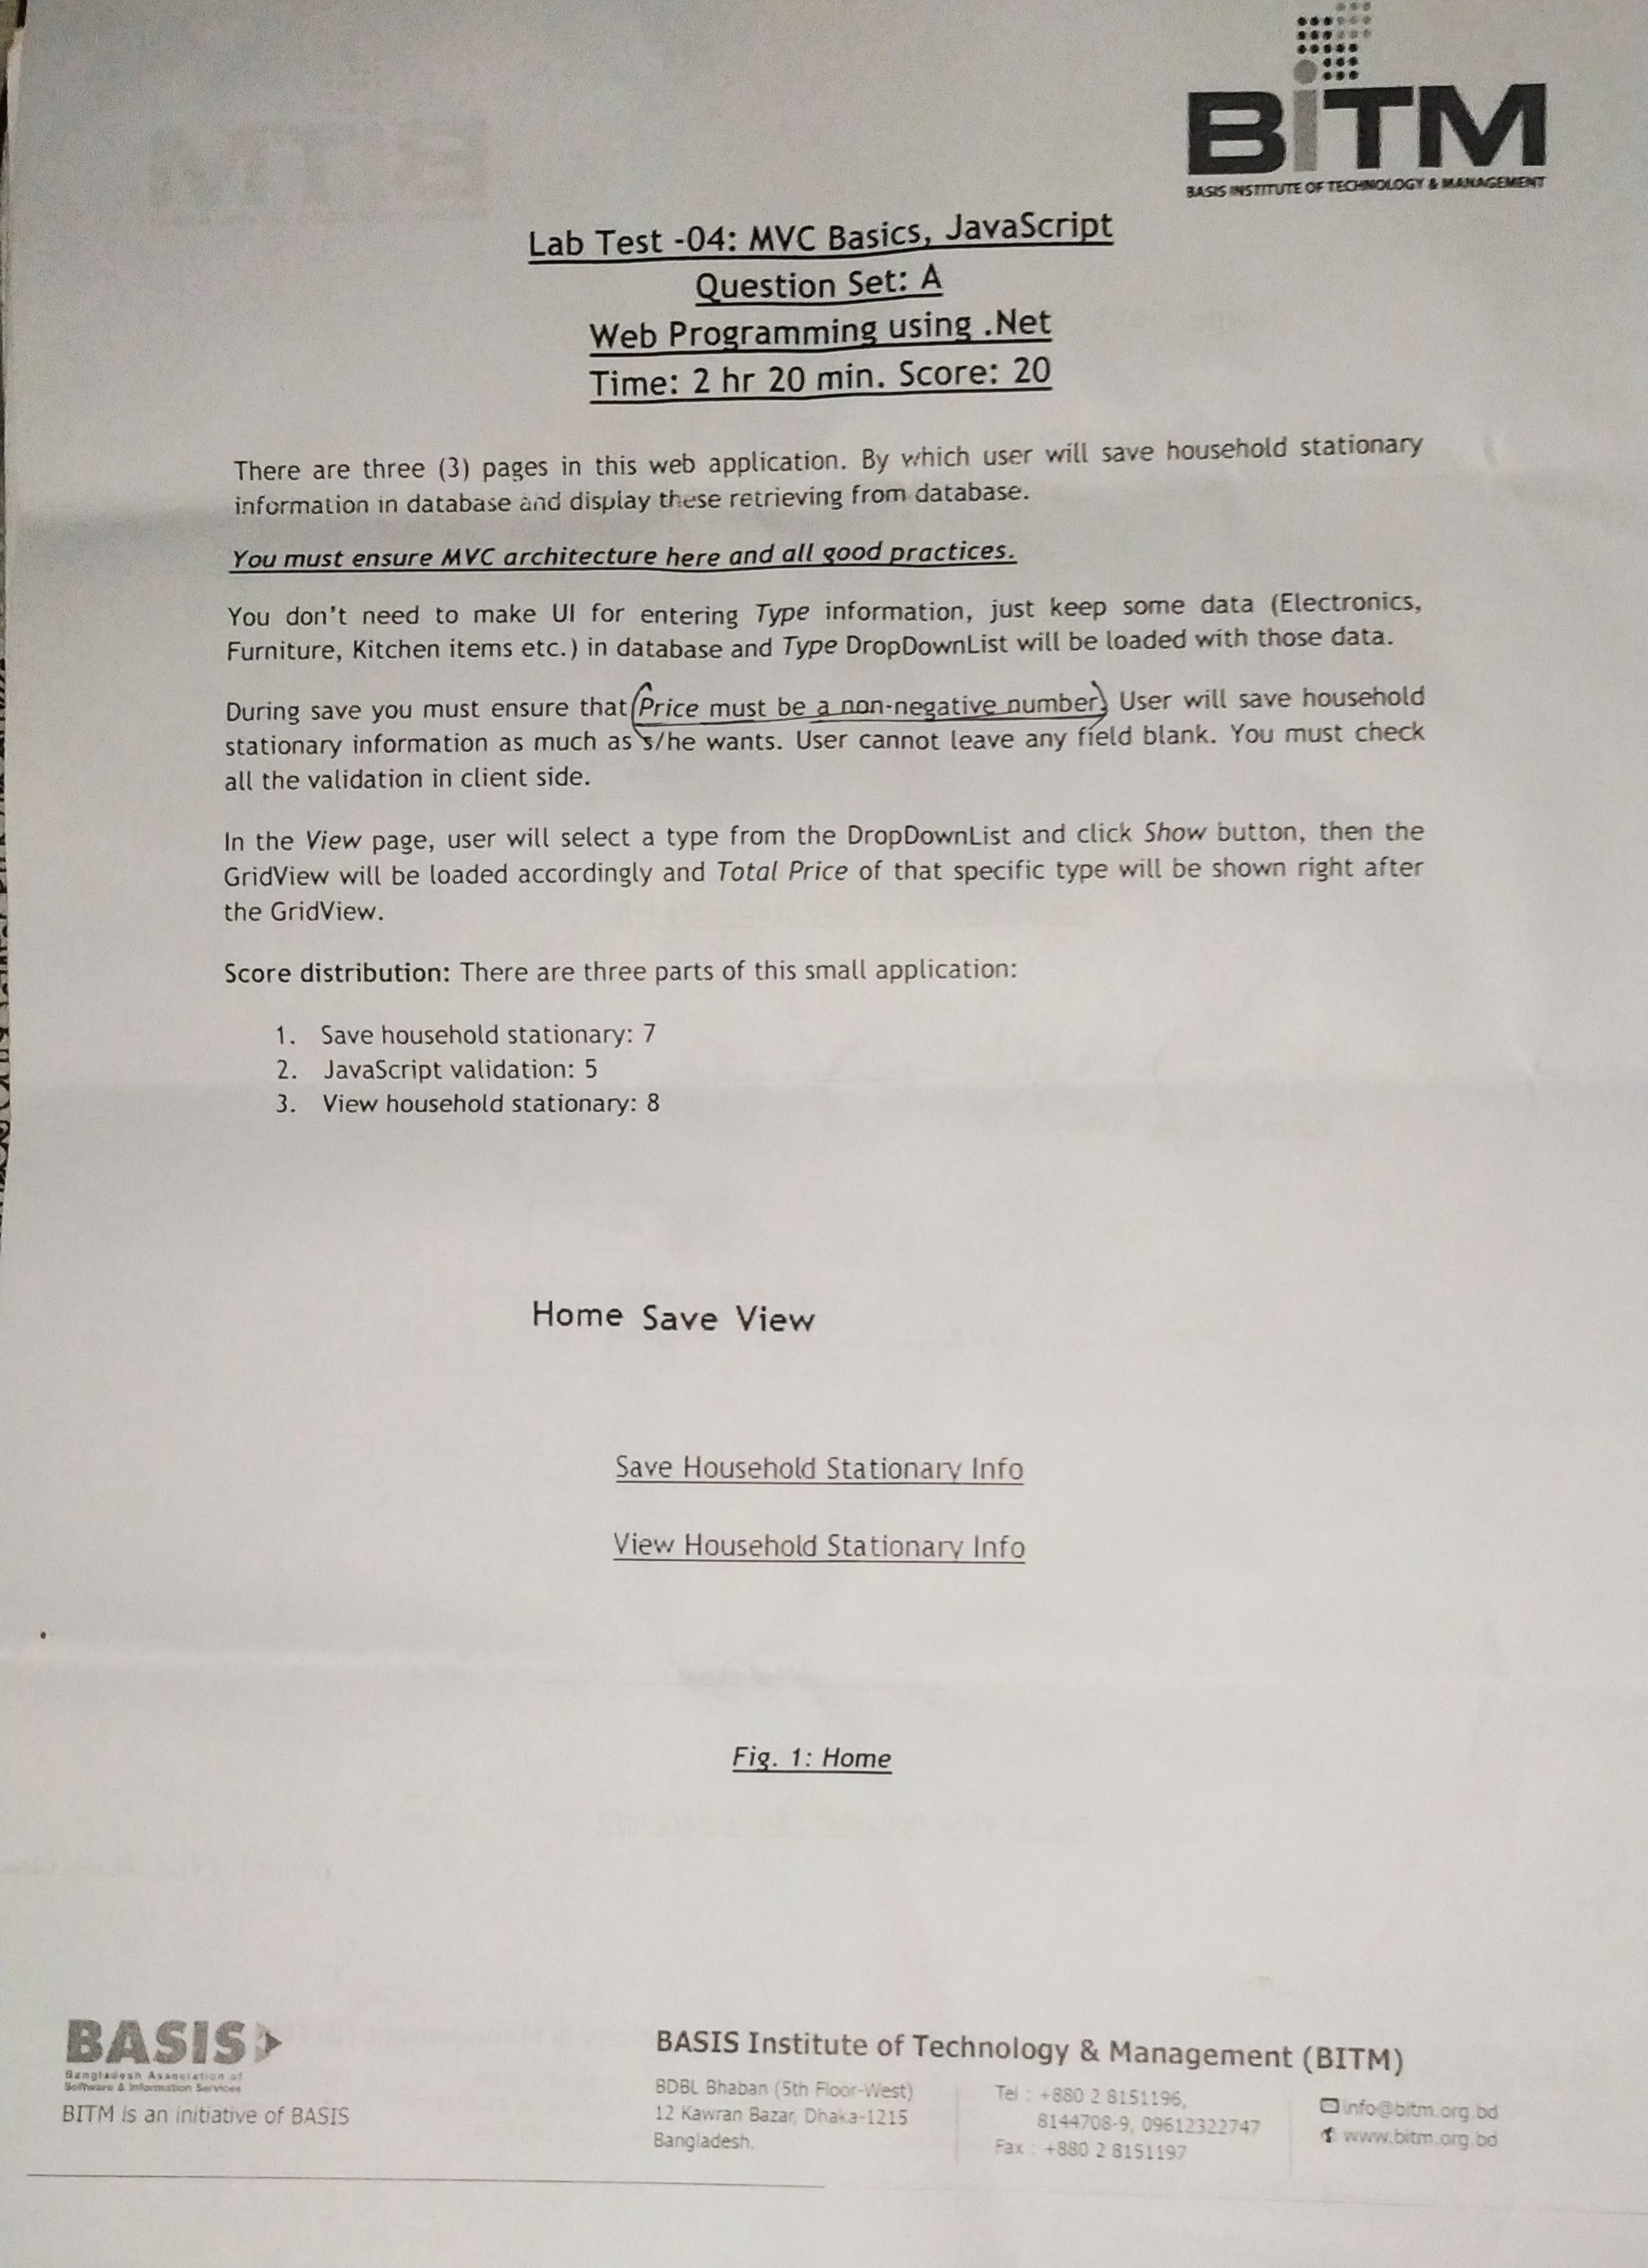 BiTM
BASIS INSTITUTE OF TECHNOLOGY & MANAGEMENT
Lab Test -04: MVC Basics, JavaScript
Question Set: A
Web Programming using .Net
Time: 2 hr 20 min. Score: 20
There are three (3) pages in this web application. By which user will save household stationary
information in database and display these retrieving from database.
You must ensure MVC architecture here and all good practices.
You don't need to make UI for entering Type information, just keep some data (Electronics,
Furniture, Kitchen items etc.) in database and Type DropDownList will be loaded with those data.
During save you must ensure that Price must be a non-negative number. User will save household
stationary information as much as s/he wants. User cannot leave any field blank. You must check
all the validation in client side.
In the View page, user will select a type from the DropDownList and click Show button, then the
GridView will be loaded accordingly and Total Price of that specific type will be shown right after
the GridView.
Score distribution: There are three parts of this small application:
1. Save household stationary: 7
2. JavaScript validation: 5
3. View household stationary: 8
Home Save View
Save Household Stationary Info
View Household Stationary Info
Fig. 1: Home
BASIS
Bangladesh Association of
Software & Information Services
BITM is an initiative of BASIS
BASIS Institute of Technology & Management (BITM)
BDBL Bhaban (5th Floor-West)
12 Kawran Bazar, Dhaka-1215
Bangladesh.
Tel : +880 2 8151196,
8144708-9, 09612322747
Fax : +880 2 8151197
info@bitm.org.bd
www.bitm.org.bd